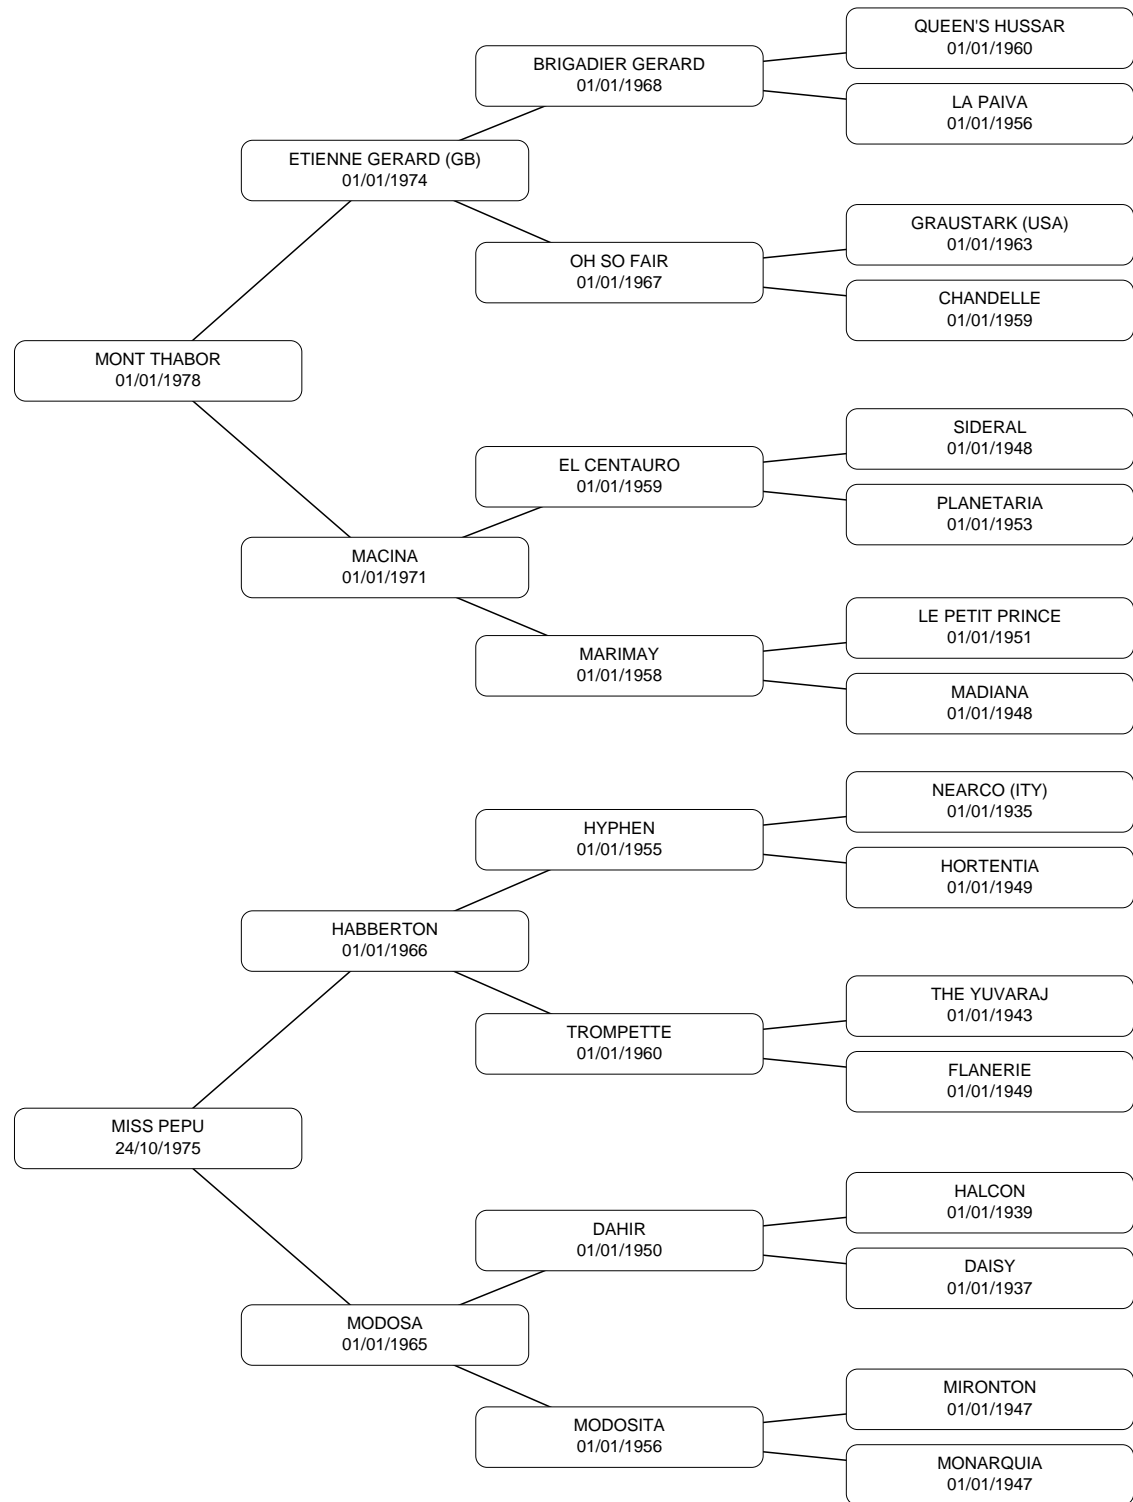 QUEEN'S HUSSAR
01/01/1960
BRIGADIER GERARD
01/01/1968
LA PAIVA
01/01/1956
ETIENNE GERARD (GB)
01/01/1974
GRAUSTARK (USA)
01/01/1963
OH SO FAIR
01/01/1967
CHANDELLE
01/01/1959
MONT THABOR
01/01/1978
SIDERAL
01/01/1948
EL CENTAURO
01/01/1959
PLANETARIA
01/01/1953
MACINA
01/01/1971
LE PETIT PRINCE
01/01/1951
MARIMAY
01/01/1958
MADIANA
01/01/1948
NEARCO (ITY)
01/01/1935
HYPHEN
01/01/1955
HORTENTIA
01/01/1949
HABBERTON
01/01/1966
THE YUVARAJ
01/01/1943
TROMPETTE
01/01/1960
FLANERIE
01/01/1949
MISS PEPU
24/10/1975
HALCON
01/01/1939
DAHIR
01/01/1950
DAISY
01/01/1937
MODOSA
01/01/1965
MIRONTON
01/01/1947
MODOSITA
01/01/1956
MONARQUIA
01/01/1947